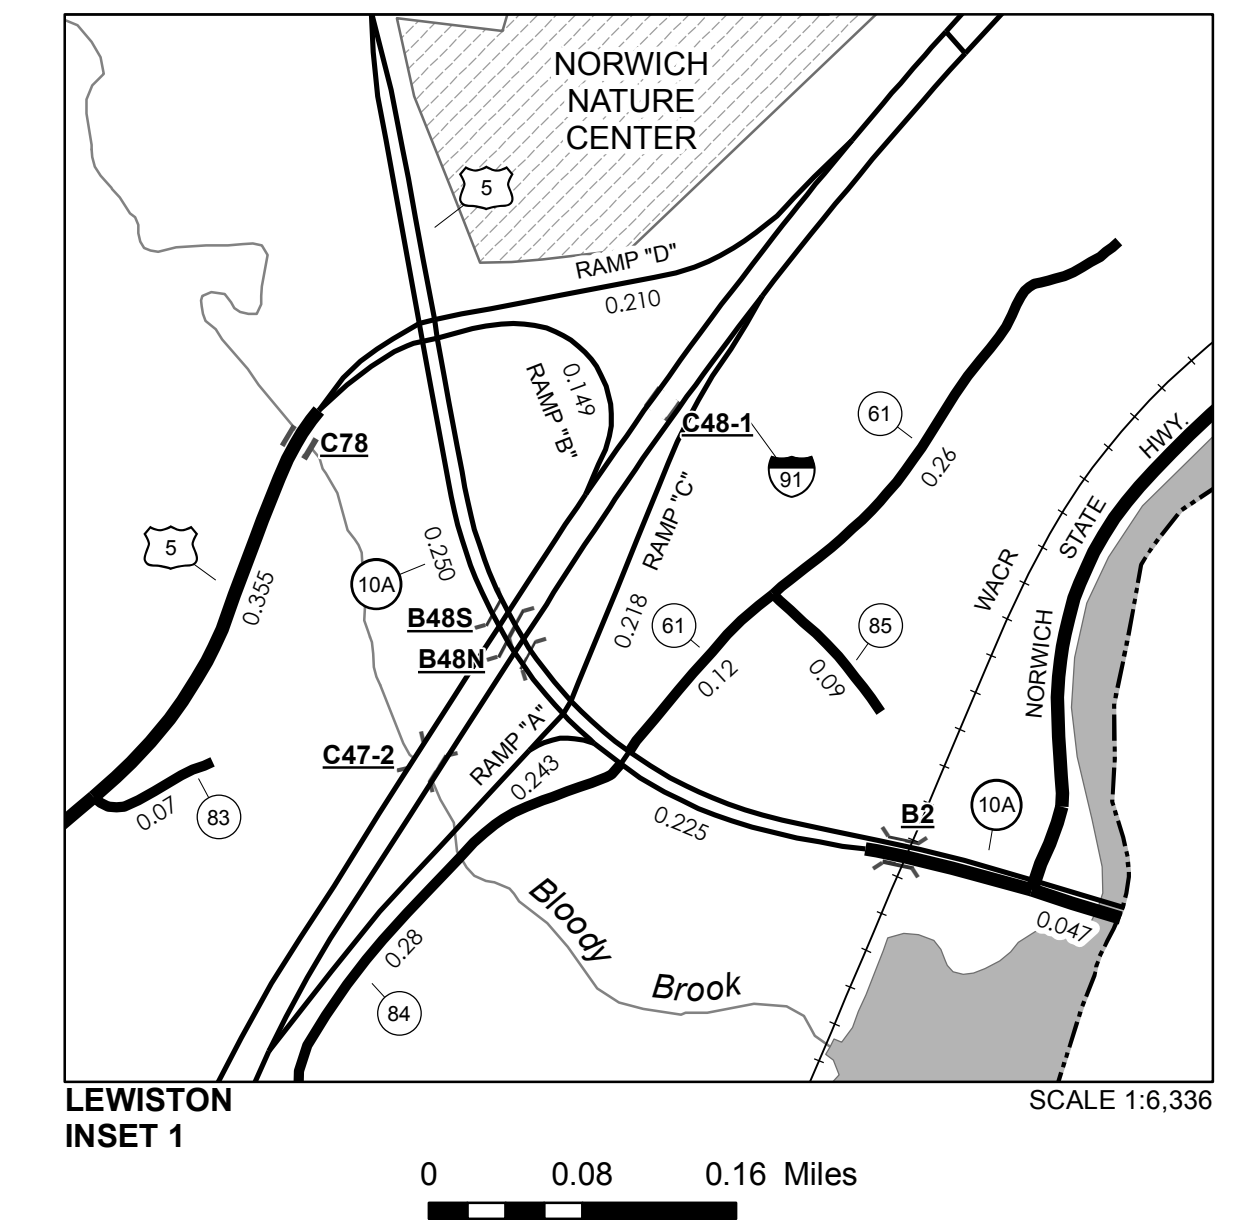 NORWICH
NATURE
CENTER
5
RAMP "D"
0.210
0.149
RAMP "B"
61
C48-1
HWY.
C78
91
0.26
RAMP "C"
STATE
5
0.250
WACR
10A
0.355
B48S
0.218
61
85
B48N
NORWICH
0.12
0.09
RAMP "A"
C47-2
0.243
0.07
83
0.225
B2
10A
Bloody
0.047
0.28
Brook
84
LEWISTON
INSET 1
SCALE 1:6,336
0 0.08 0.16 Miles